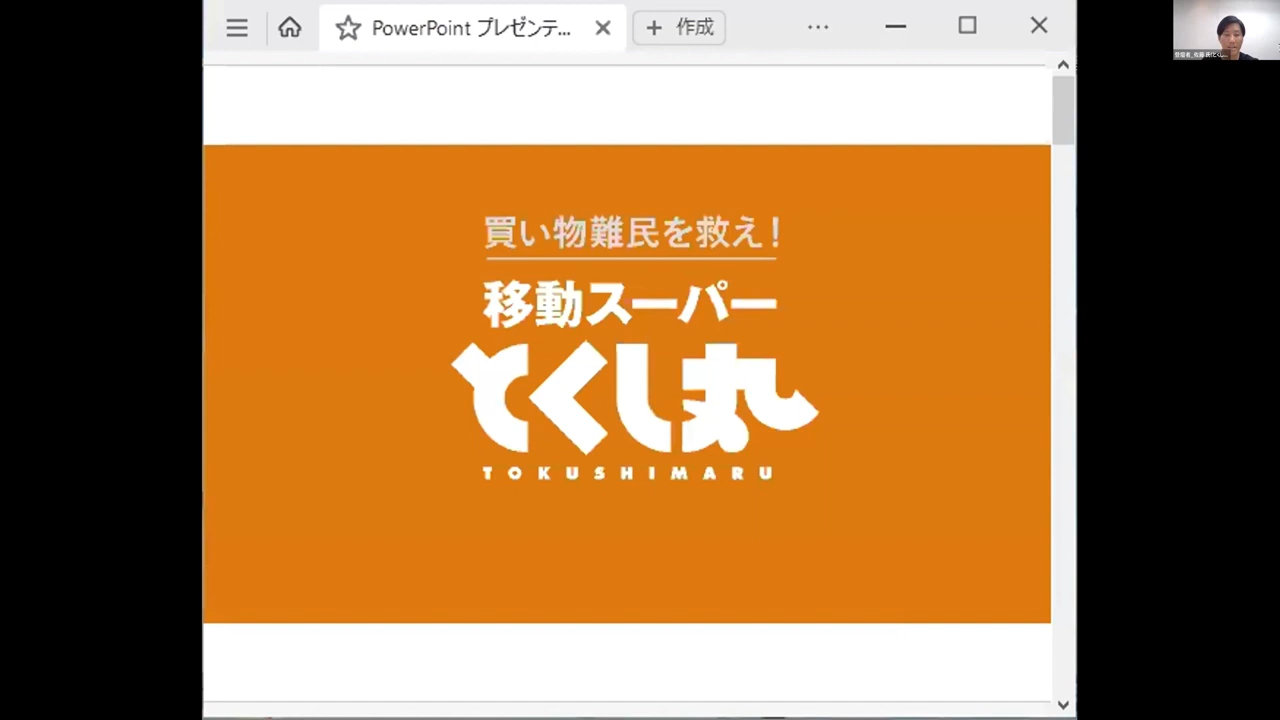 PowerPoint プレゼンテ...
作成
買い物難民を救え!
移動スーパー
とくし丸
TOKUSHIMARU